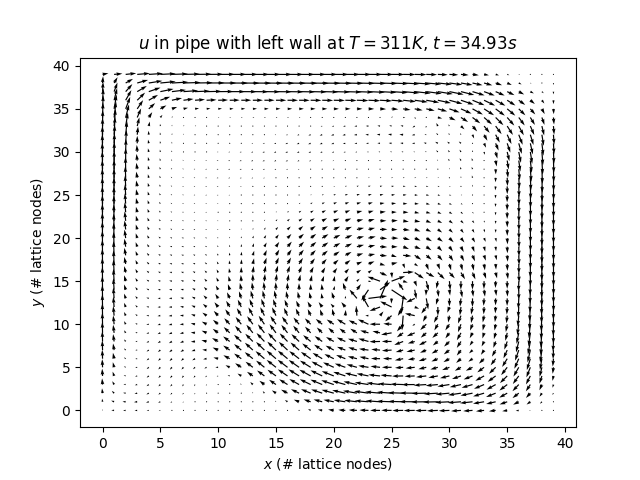 u in pipe with left wall at T = 311K, t = 34.93s
40
35
30
25
20
15
10
5
0
y (# lattice nodes)
0 5 10 15 20 25 30 35 40
x (# lattice nodes)